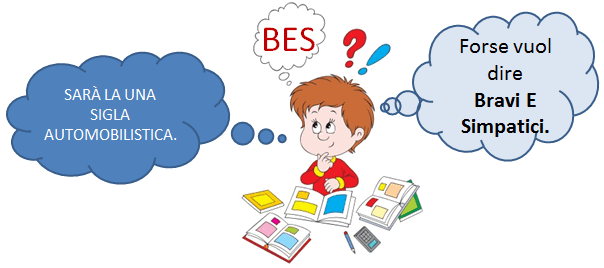 BES
SARÀ LA UNA
SIGLA
AUTOMOBILISTICA.
Forse vuol
dire
Bravi E
Simpatici.